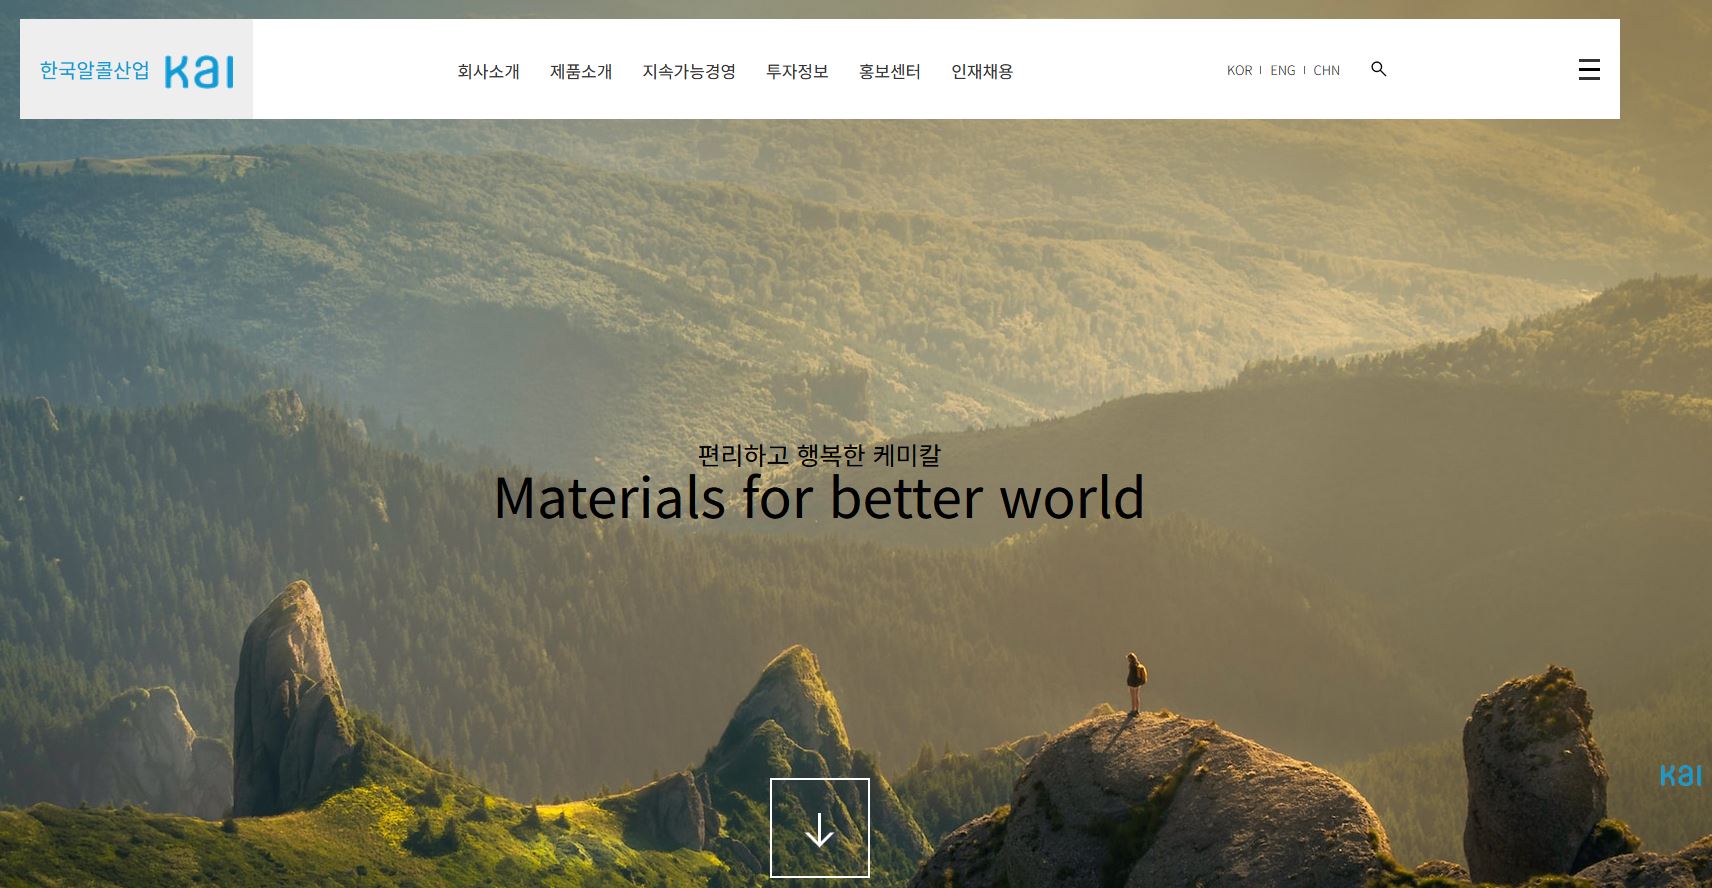 한국알콜산업 KAI
회사소개 제품소개 지속가능경영 투자정보 홍보센터 인재채용 KOR ENG CHN
편리하고 행복한 케미칼
Materials for better world
KAI